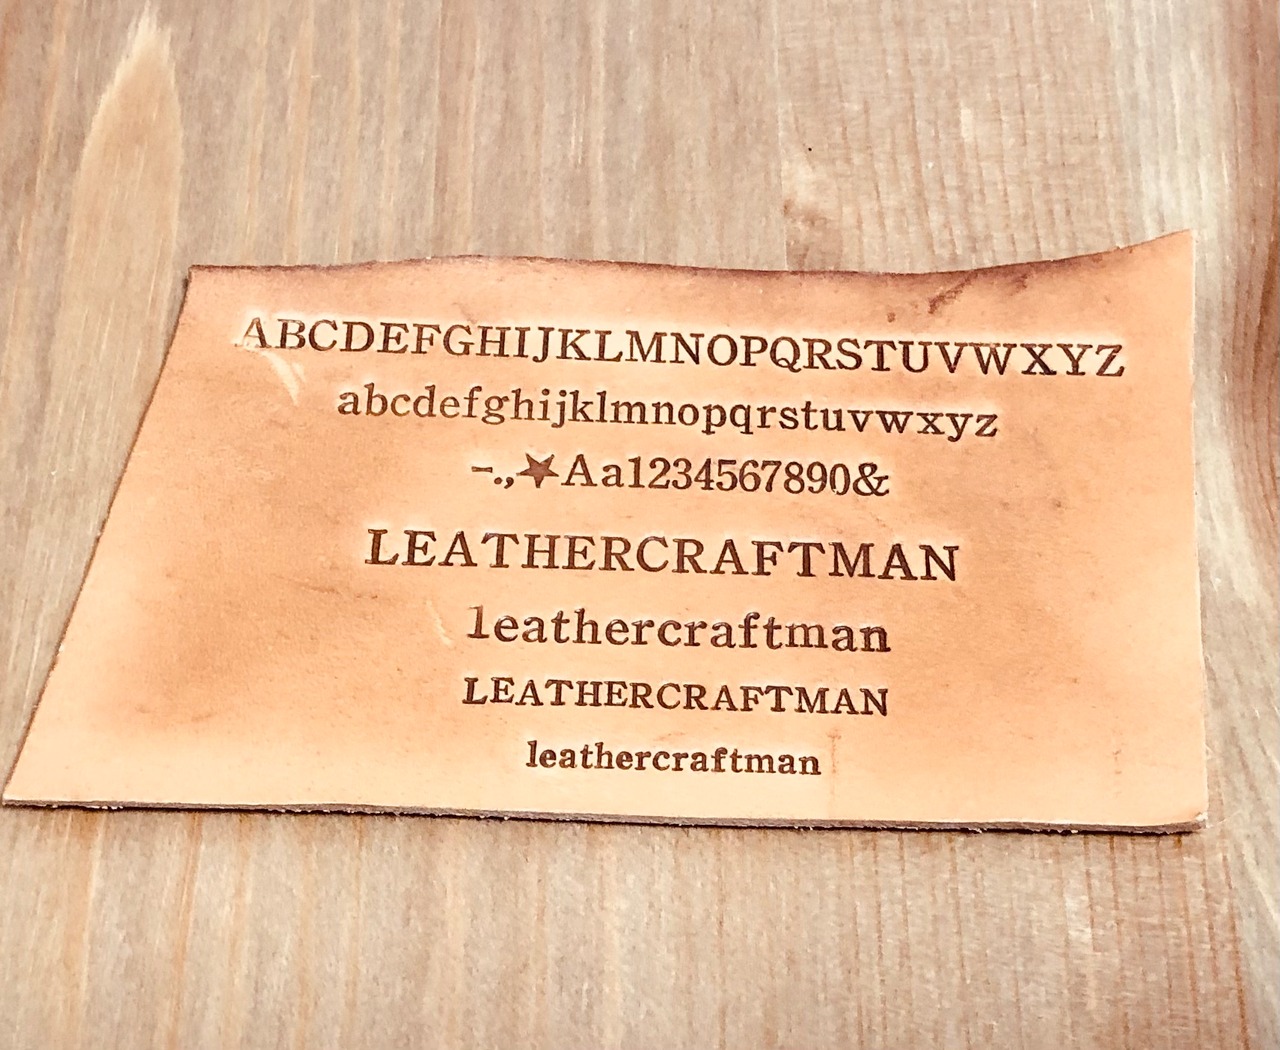 ABCDEFGHIJKLMNOPQRSTUVWXYZ
abcdefghijklmnopqrstuvwxyz
-.,★Aa1234567890&
LEATHERCRAFTMAN
leathercraftman
LEATHERCRAFTMAN
leathercraftman